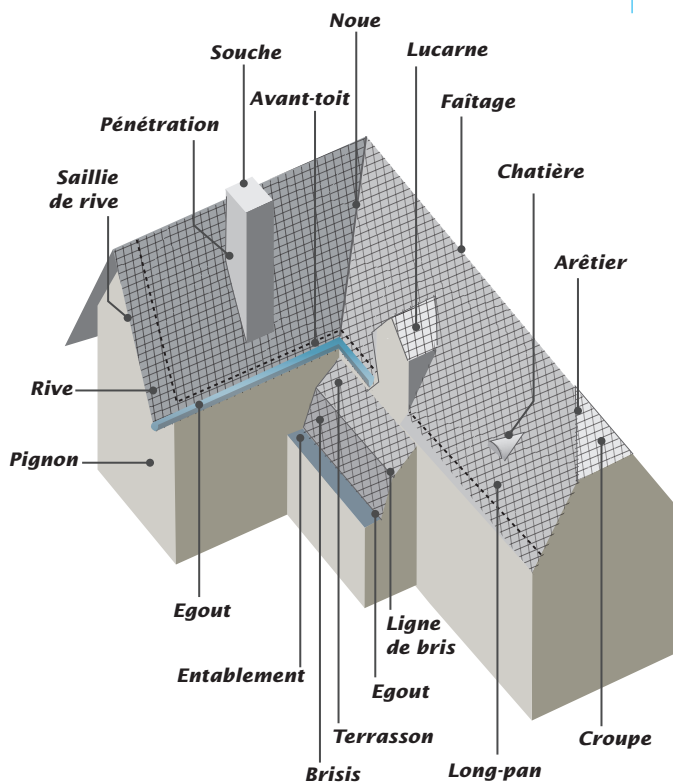 Noue
Souche
Lucarne
Avant-toit
Faîtage
Pénétration
Chatière
Saillie
de rive
Arêtier
Rive
Pignon
Egout
Ligne
de bris
Entablement
Egout
Terrasson
Croupe
Brisis
Long-pan